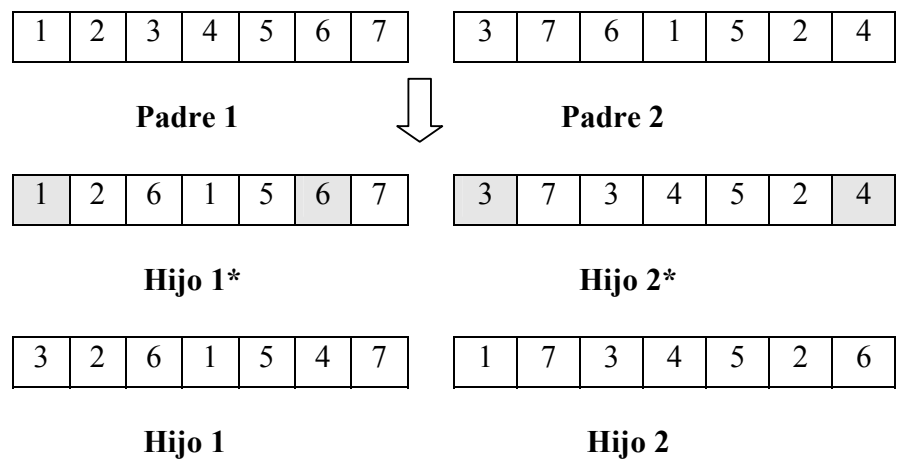 1 2 3 4 5 6 7 3 7 6 1 5 2 4
Padre 1 Padre 2
1 2 6 1 5 6 7 3 7 3 4 5 2 4
Hijo 1* Hijo 2*
3 2 6 1 5 4 7 1 7 3 4 5 2 6
Hijo 1 Hijo 2